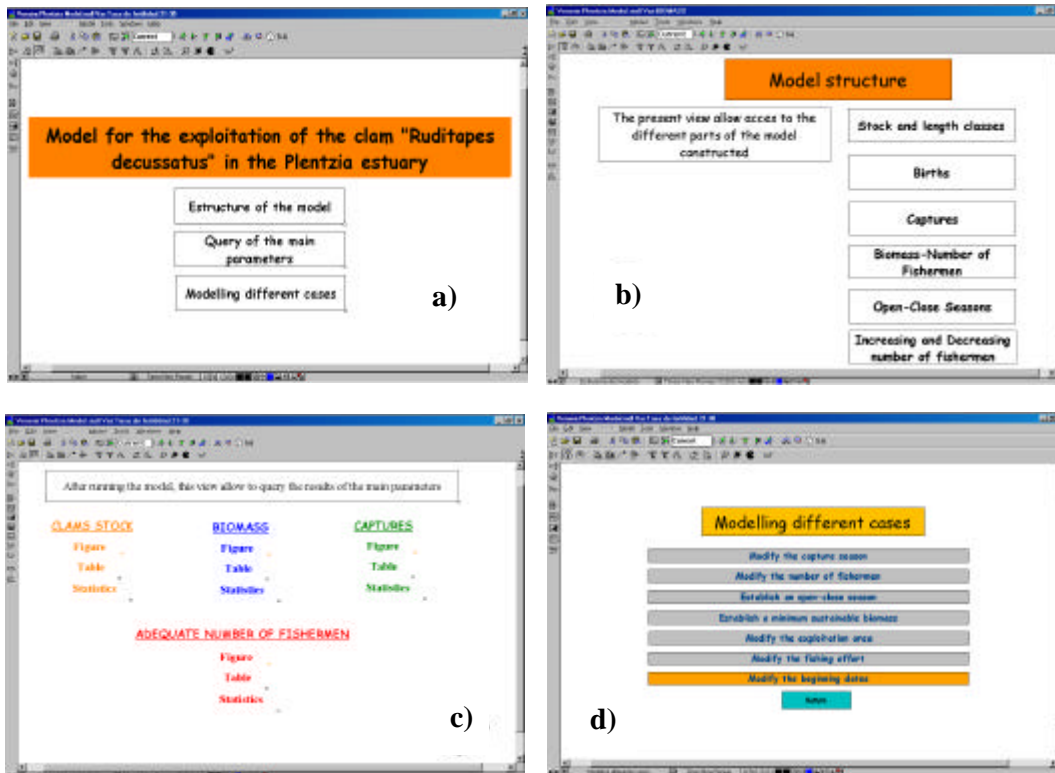 Model for the exploitation of the clam "Ruditapes
decussatus" in the Plentzia estuary
Estructure of the model
Query of the main
parameters
Modelling different cases
a)
Model structure
The present view allow acces to the
different parts of the model
constructed
Stock and length classes
Births
Captures
Biomass-Number of
Fishermen
Open-Close Seasons
Increasing and Decreasing
number of fishermen
b)
After running the model, this view allow to query the results of the main parameters
CLAMS STOCK
Figure
Table
Statistics
BIOMASS
Figure
Table
Statistics
CAPTURES
Figure
Table
Statistics
ADEQUATE NUMBER OF FISHERMEN
Figure
Table
Statistics
c)
Modelling different cases
Modify the capture season
Modify the number of fishermen
Establish an open-close season
Establish a minimum sustainable biomass
Modify the exploitation area
Modify the fishing effort
Modify the beginning dates
Return
d)